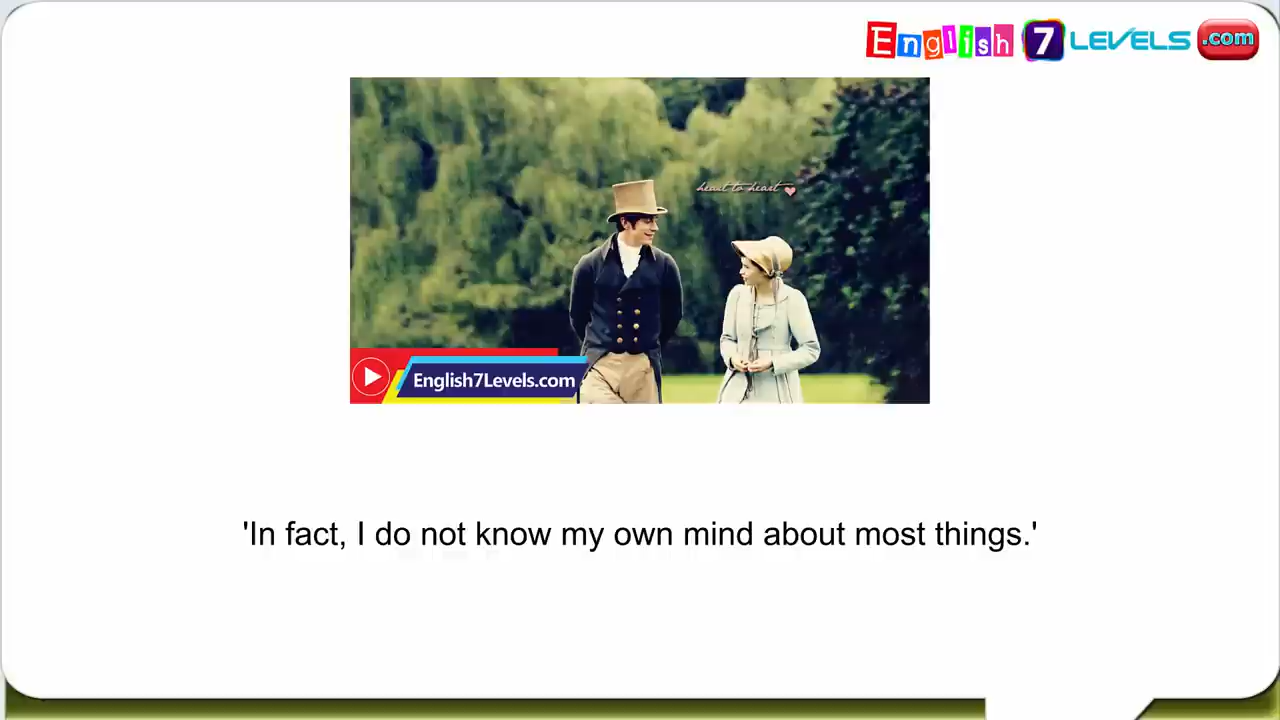 English 7 LEVELS .com
heart to heart
English7Levels.com
'In fact, I do not know my own mind about most things.'